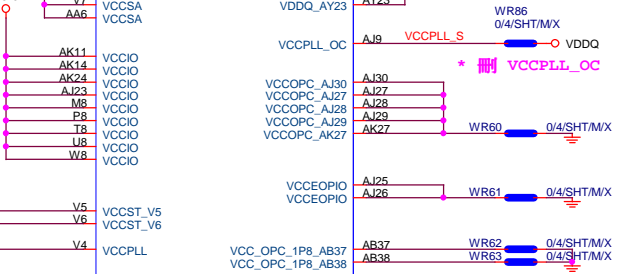 V7 VCCSA VDDQ_AY23 AY23
AA6 VCCSA
WR86
0/4/SHT/M/X
VCCPLL_OC AJ9 VCCPLL_S VDDQ
* 刪 VCCPLL_OC
AK11 VCCIO
AK14 VCCIO
AK24 VCCIO
AJ23 VCCIO
M8 VCCIO
P8 VCCIO
T8 VCCIO
U8 VCCIO
W8 VCCIO
VCCOPC_AJ30 AJ30
VCCOPC_AJ27 AJ27
VCCOPC_AJ28 AJ28
VCCOPC_AJ29 AJ29
VCCOPC_AK27 AK27 WR60 0/4/SHT/M/X
VCCEOPIO AJ25
VCCEOPIO AJ26 WR61 0/4/SHT/M/X
V5 VCCST_V5
V6 VCCST_V6
V4 VCCPLL
VCC_OPC_1P8_AB37 AB37 WR62 0/4/SHT/M/X
VCC_OPC_1P8_AB38 AB38 WR63 0/4/SHT/M/X